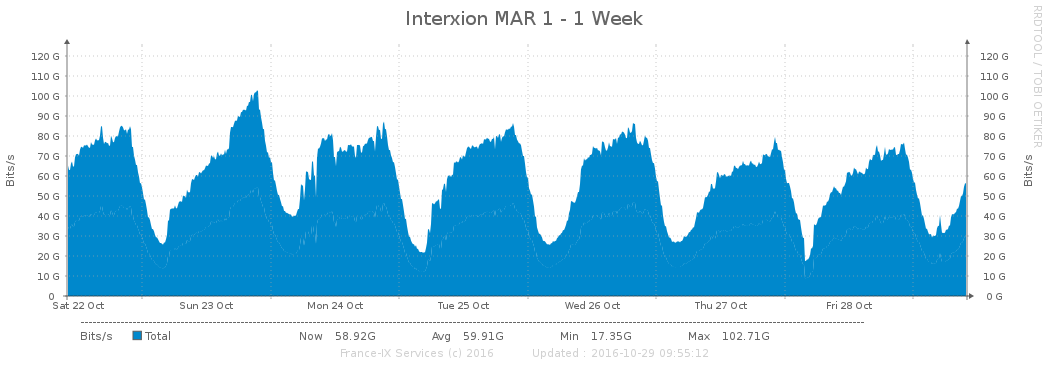 Interxion MAR 1 - 1 Week
RRDTOOL / TOBI OETIKER
Bits/s
120 G 120 G
110 G 110 G
100 G 100 G
90 G 90 G
80 G 80 G
70 G 70 G
60 G 60 G
50 G 50 G
40 G 40 G
30 G 30 G
20 G 20 G
10 G 10 G
0 0 G
Bits/s
Sat 22 Oct Sun 23 Oct Mon 24 Oct Tue 25 Oct Wed 26 Oct Thu 27 Oct Fri 28 Oct
Bits/s Total Now 58.92G Avg 59.91G Min 17.35G Max 102.71G
France-IX Services (c) 2016 Updated : 2016-10-29 09:55:12